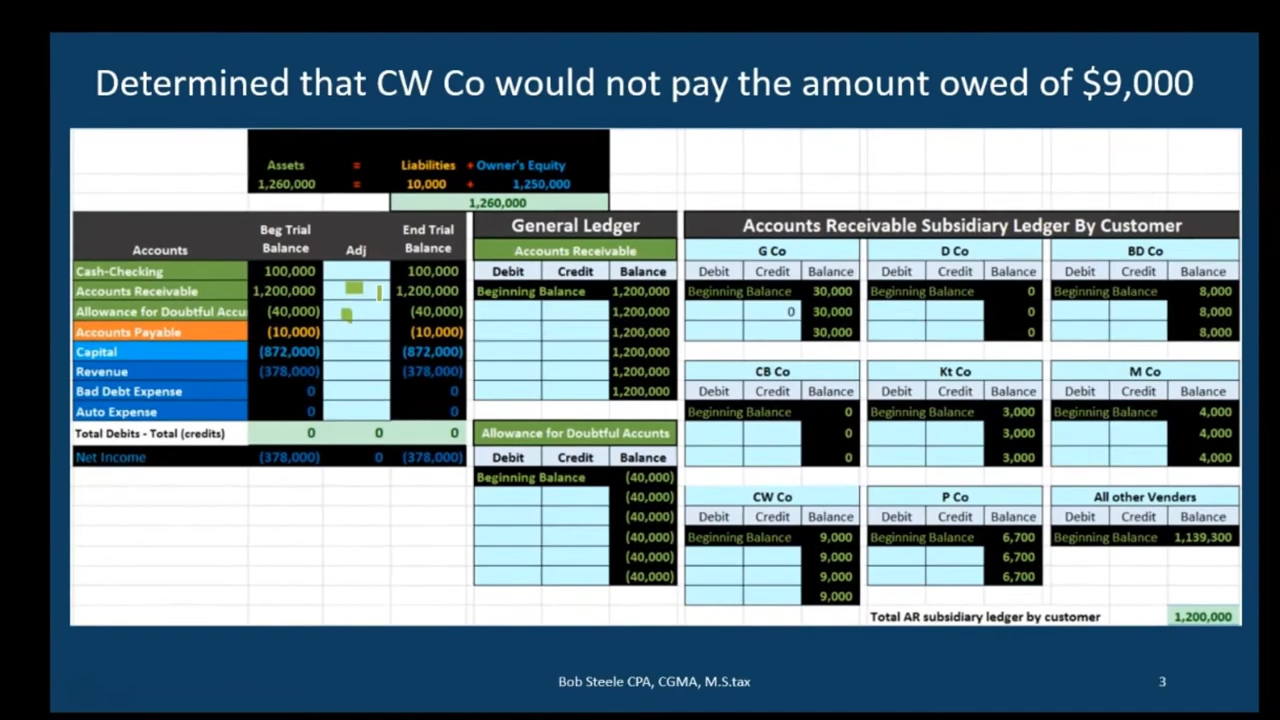 Determined that CW Co would not pay the amount owed of $9,000
Assets = Liabilities + Owner's Equity
1,260,000 = 10,000 + 1,250,000
1,260,000
Accounts Beg Trial Balance Adj End Trial Balance
Cash-Checking 100,000 100,000
Accounts Receivable 1,200,000 1,200,000
Allowance for Doubtful Accu (40,000) (40,000)
Accounts Payable (10,000) (10,000)
Capital (872,000) (872,000)
Revenue (378,000) (378,000)
Bad Debt Expense 0 0
Auto Expense 0 0
Total Debits - Total (credits) 0 0 0
Net Income (378,000) 0 (378,000)
General Ledger
Accounts Receivable
Debit Credit Balance
Beginning Balance 1,200,000
1,200,000
1,200,000
1,200,000
1,200,000
1,200,000
Allowance for Doubtful Accunts
Debit Credit Balance
Beginning Balance (40,000)
(40,000)
(40,000)
(40,000)
(40,000)
(40,000)
Accounts Receivable Subsidiary Ledger By Customer
G Co
Debit Credit Balance
Beginning Balance 30,000
0 30,000
30,000
D Co
Debit Credit Balance
Beginning Balance 0
0
0
BD Co
Debit Credit Balance
Beginning Balance 8,000
8,000
8,000
CB Co
Debit Credit Balance
Beginning Balance 0
0
0
Kt Co
Debit Credit Balance
Beginning Balance 3,000
3,000
3,000
M Co
Debit Credit Balance
Beginning Balance 4,000
4,000
4,000
CW Co
Debit Credit Balance
Beginning Balance 9,000
9,000
9,000
9,000
P Co
Debit Credit Balance
Beginning Balance 6,700
6,700
6,700
All other Venders
Debit Credit Balance
Beginning Balance 1,139,300
Total AR subsidiary ledger by customer 1,200,000
Bob Steele CPA, CGMA, M.S.tax 3